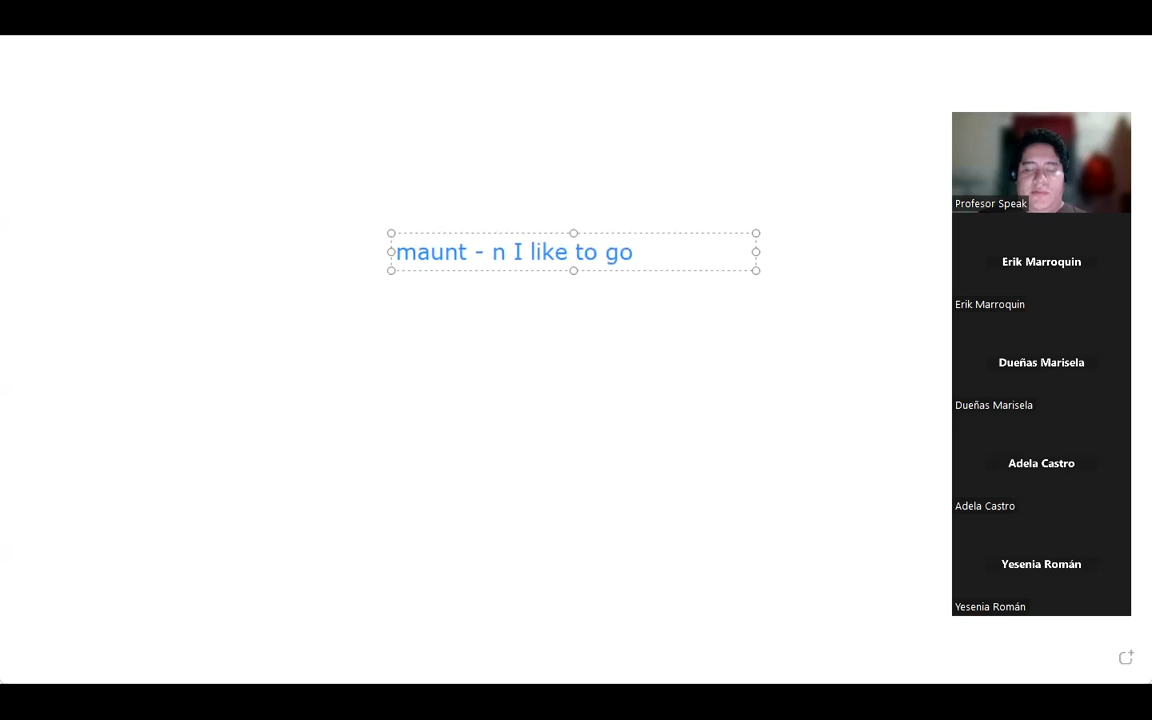 maunt - n I like to go
Profesor Speak
Erik Marroquin
Erik Marroquin
Dueñas Marisela
Dueñas Marisela
Adela Castro
Adela Castro
Yesenia Román
Yesenia Román